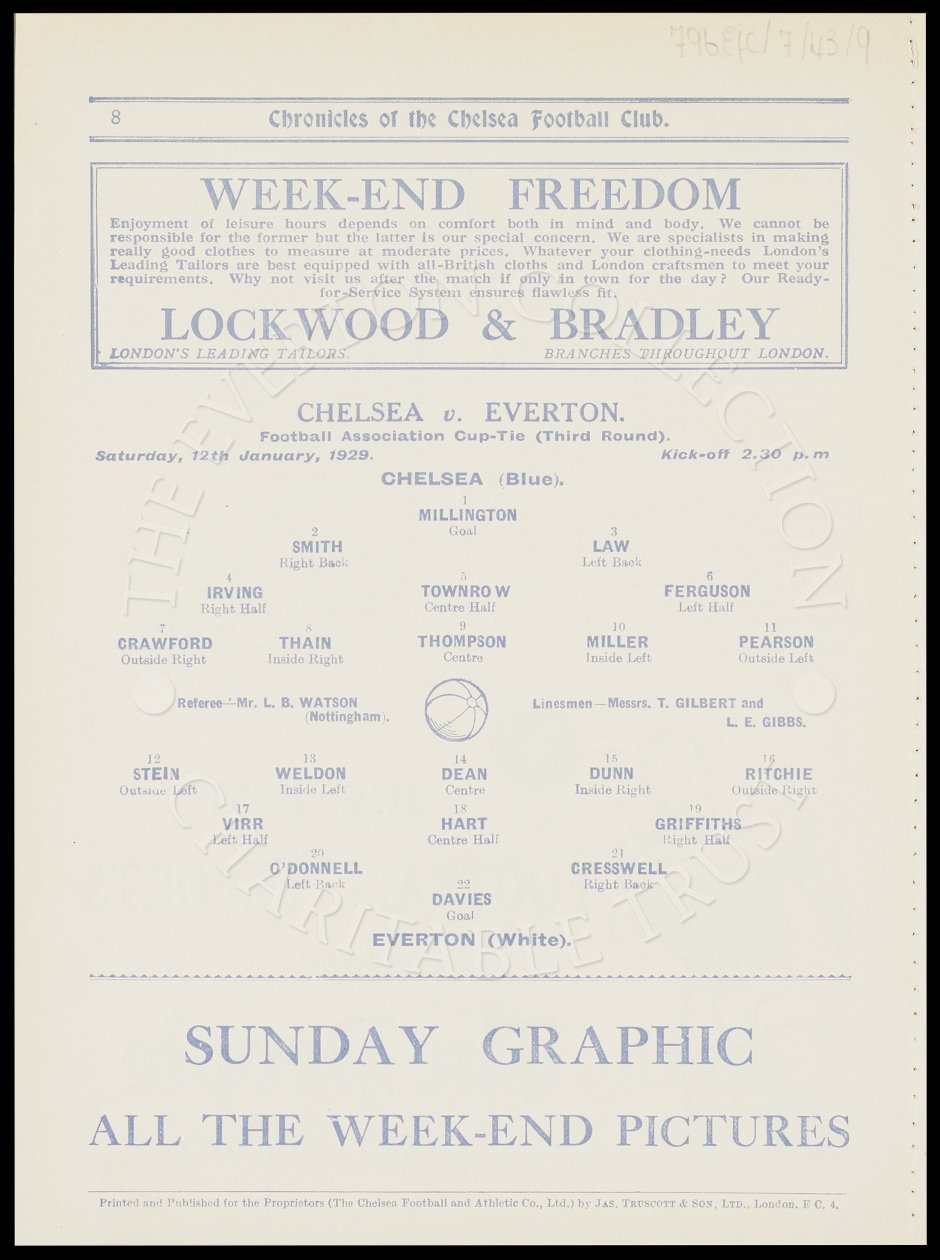 796 EFC/7/43/9
8
Chronicles of the Chelsea Football Club.
WEEK-END FREEDOM
Enjoyment of leisure hours depends on comfort both in mind and body. We cannot be
responsible for the former but the latter is our special concern. We are specialists in making
really good clothes to measure at moderate prices. Whatever your clothing-needs London's
Leading Tailors are best equipped with all-British cloths and London craftsmen to meet your
requirements. Why not visit us after the match if only in town for the day? Our Ready-
for-Service System ensures flawless fit.
LOCKWOOD & BRADLEY
LONDON'S LEADING TAILORS. BRANCHES THROUGHOUT LONDON.
CHELSEA v. EVERTON.
Football Association Cup-Tie (Third Round).
Saturday, 12th January, 1929. Kick-off 2.30 p.m
CHELSEA (Blue).
1
MILLINGTON
Goal
2 3
SMITH LAW
Right Back Left Back
4 5 6
IRVING TOWNROW FERGUSON
Right Half Centre Half Left Half
7 8 9 10 11
CRAWFORD THAIN THOMPSON MILLER PEARSON
Outside Right Inside Right Centre Inside Left Outside Left
Referee—Mr. L. B. WATSON Linesmen—Messrs. T. GILBERT and
(Nottingham). L. E. GIBBS.
12 13 14 15 16
STEIN WELDON DEAN DUNN RITCHIE
Outside Left Inside Left Centre Inside Right Outside Right
17 18 19
VIRR HART GRIFFITHS
Left Half Centre Half Right Half
20 21
O'DONNELL CRESSWELL
Left Back Right Back
22
DAVIES
Goal
EVERTON (White).
SUNDAY GRAPHIC
ALL THE WEEK-END PICTURES
Printed and Published for the Proprietors (The Chelsea Football and Athletic Co., Ltd.) by JAS. TRUSCOTT & SON, LTD., London. E C. 4.
THE EVERTON COLLECTION
CHARITABLE TRUST